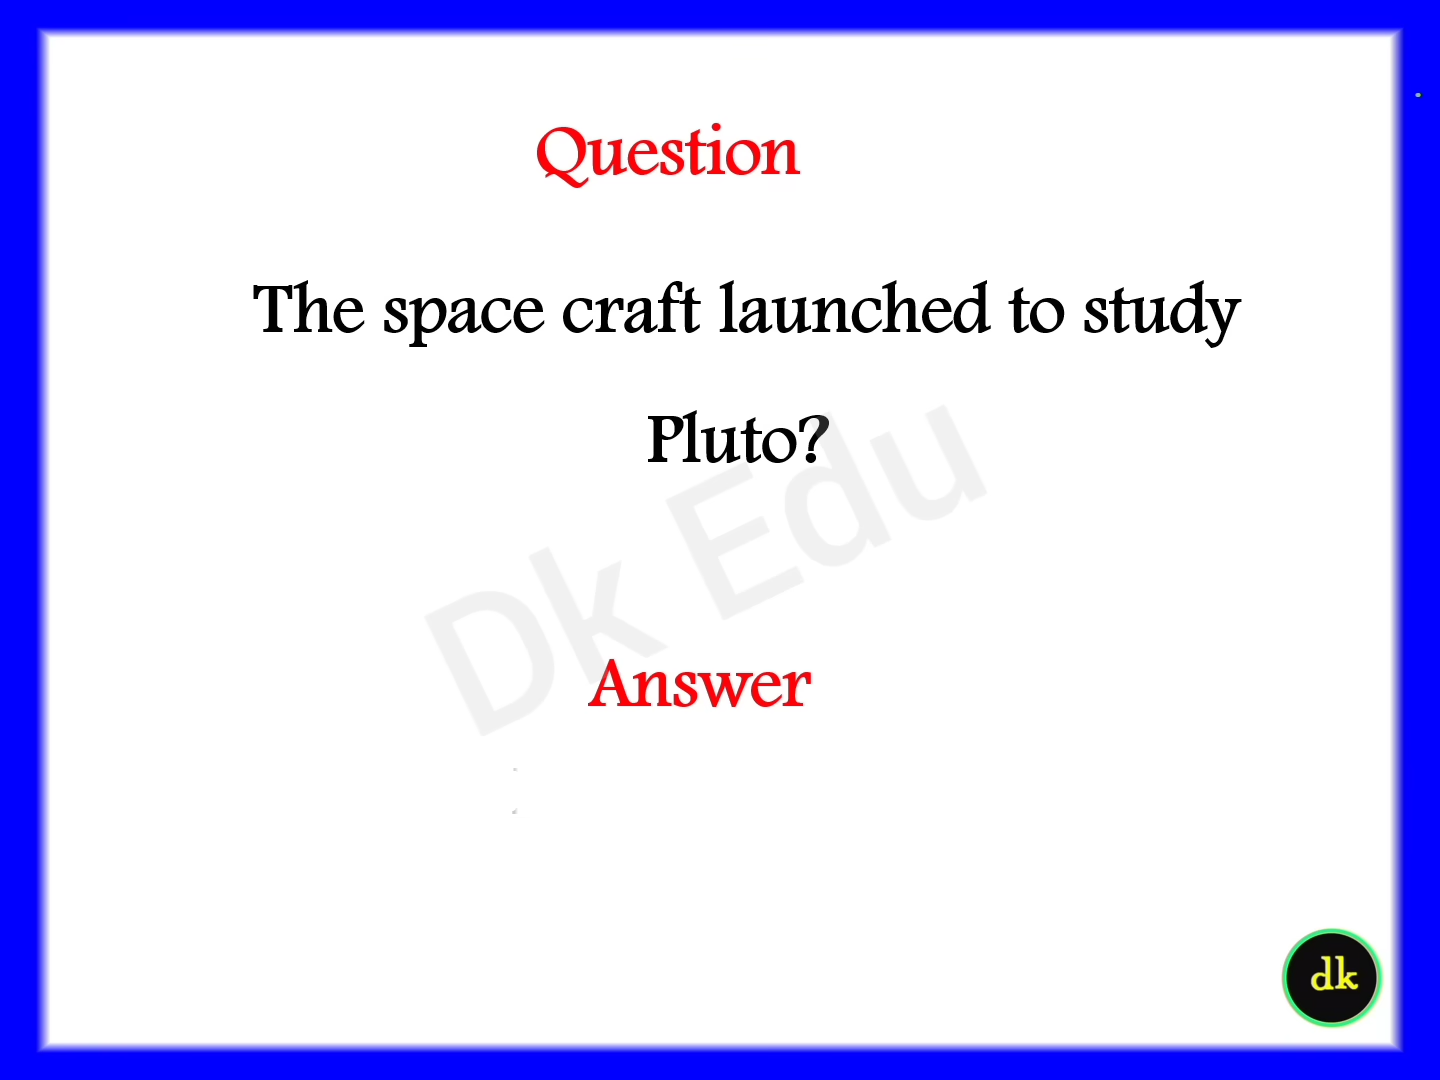 Question
The space craft launched to study
Pluto?
Dk Edu
Answer
dk